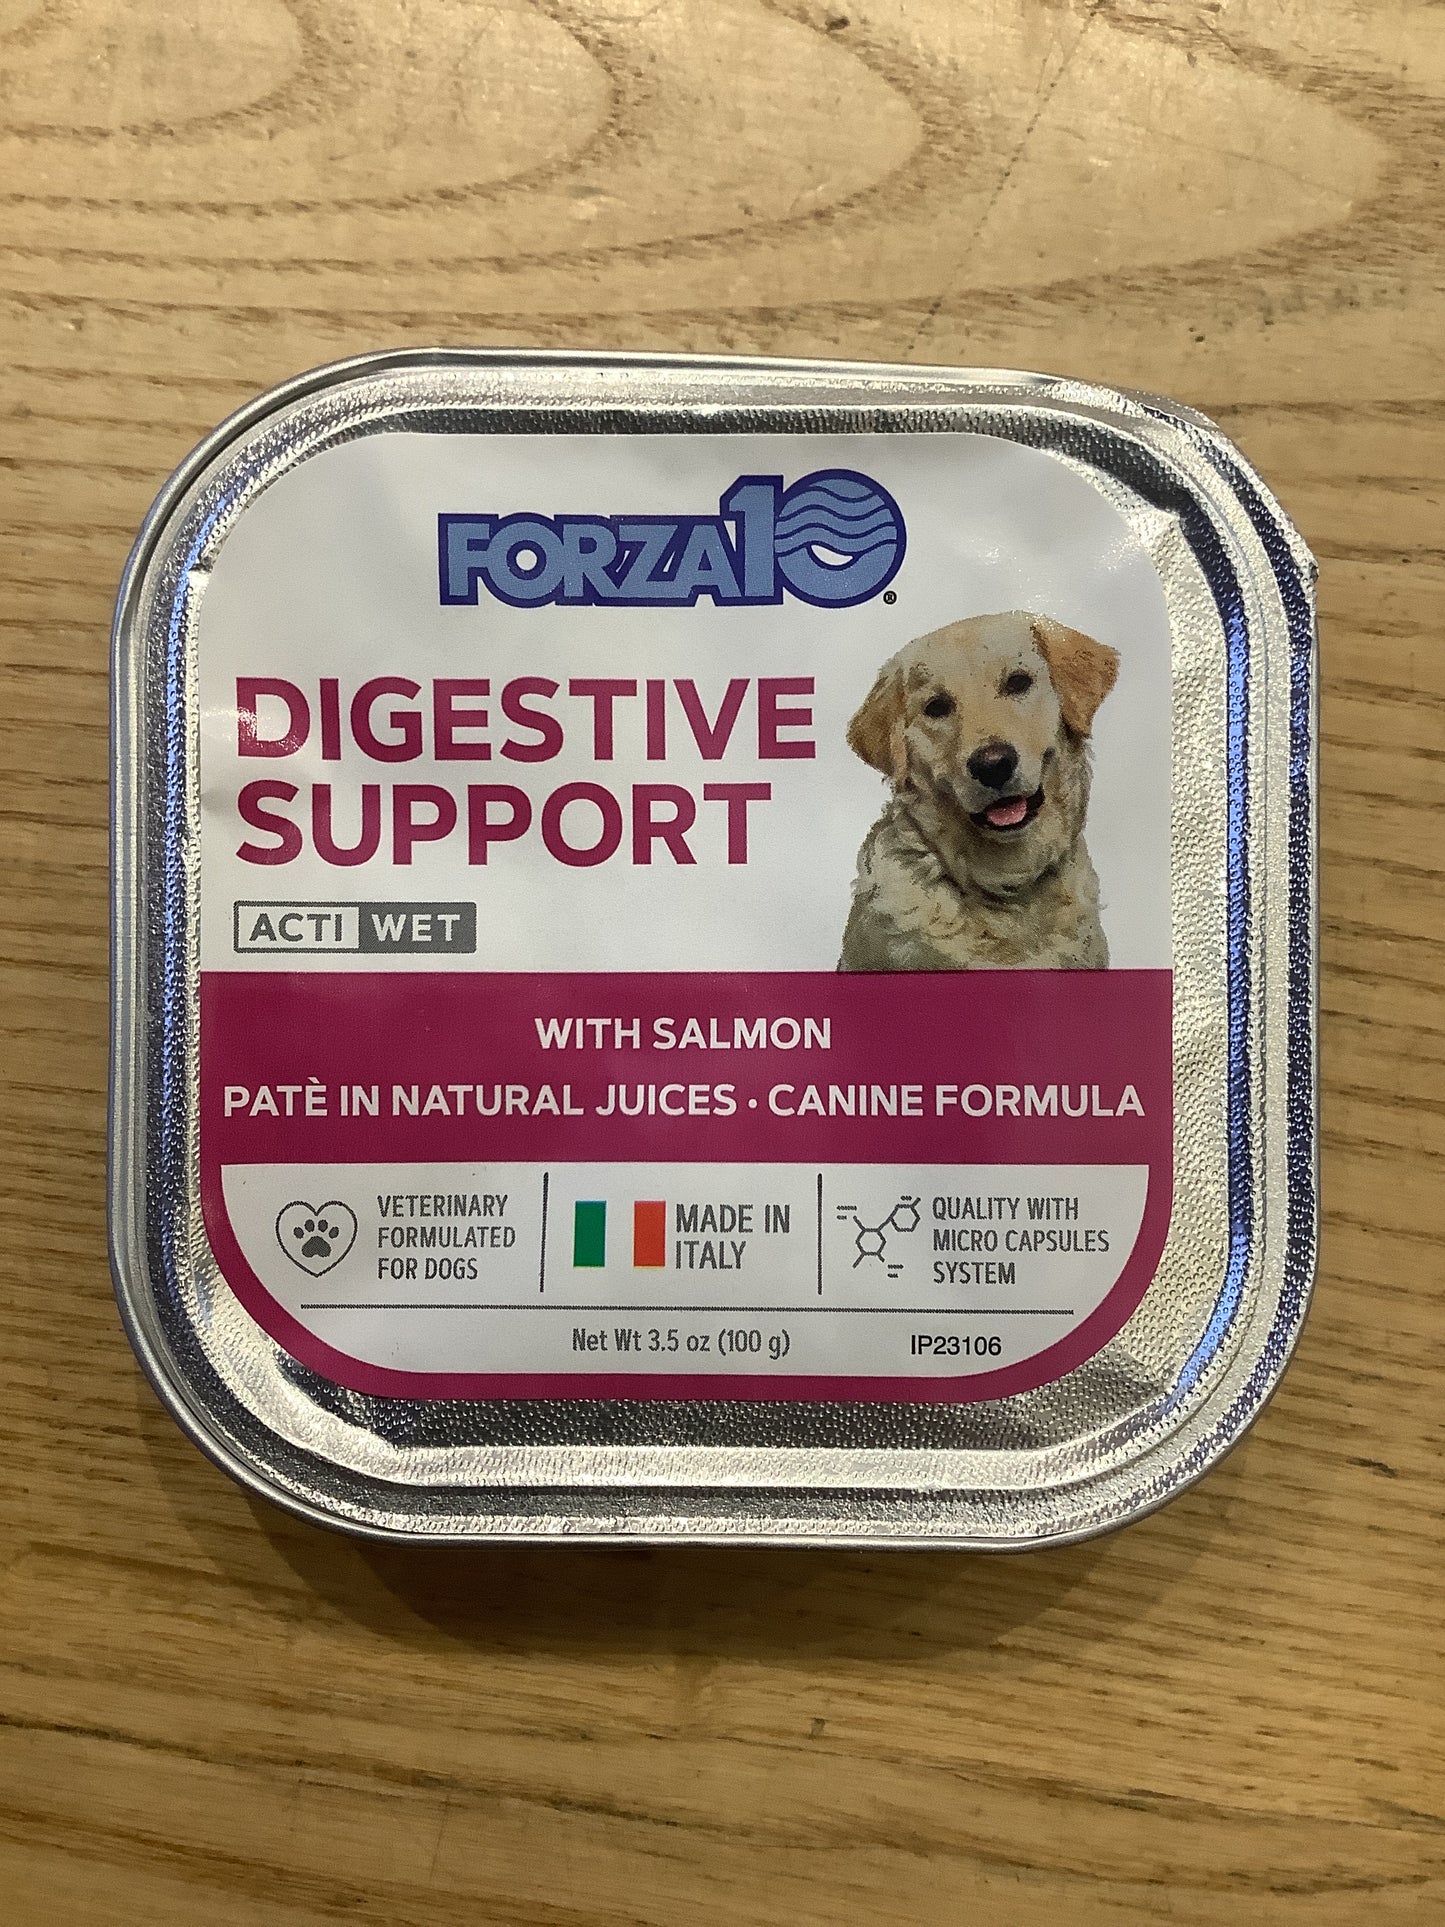 FORZA10®
DIGESTIVE
SUPPORT
ACTI WET
WITH SALMON
PATÈ IN NATURAL JUICES • CANINE FORMULA
VETERINARY
FORMULATED
FOR DOGS
MADE IN
ITALY
QUALITY WITH
MICRO CAPSULES
SYSTEM
Net Wt 3.5 oz (100 g)
IP23106